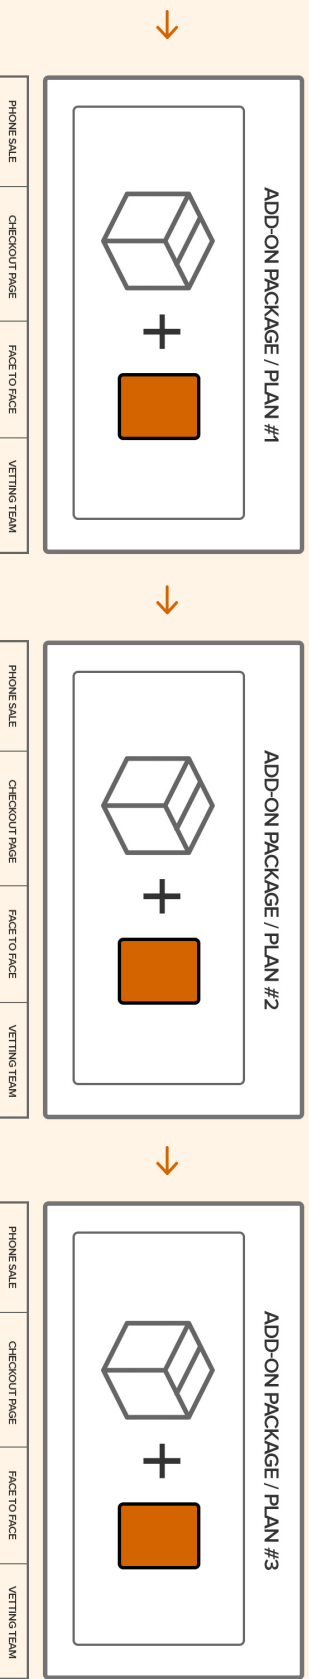 ADD-ON PACKAGE / PLAN #1
PHONE SALE
CHECKOUT PAGE
FACE TO FACE
VETTING TEAM
ADD-ON PACKAGE / PLAN #2
PHONE SALE
CHECKOUT PAGE
FACE TO FACE
VETTING TEAM
ADD-ON PACKAGE / PLAN #3
PHONE SALE
CHECKOUT PAGE
FACE TO FACE
VETTING TEAM